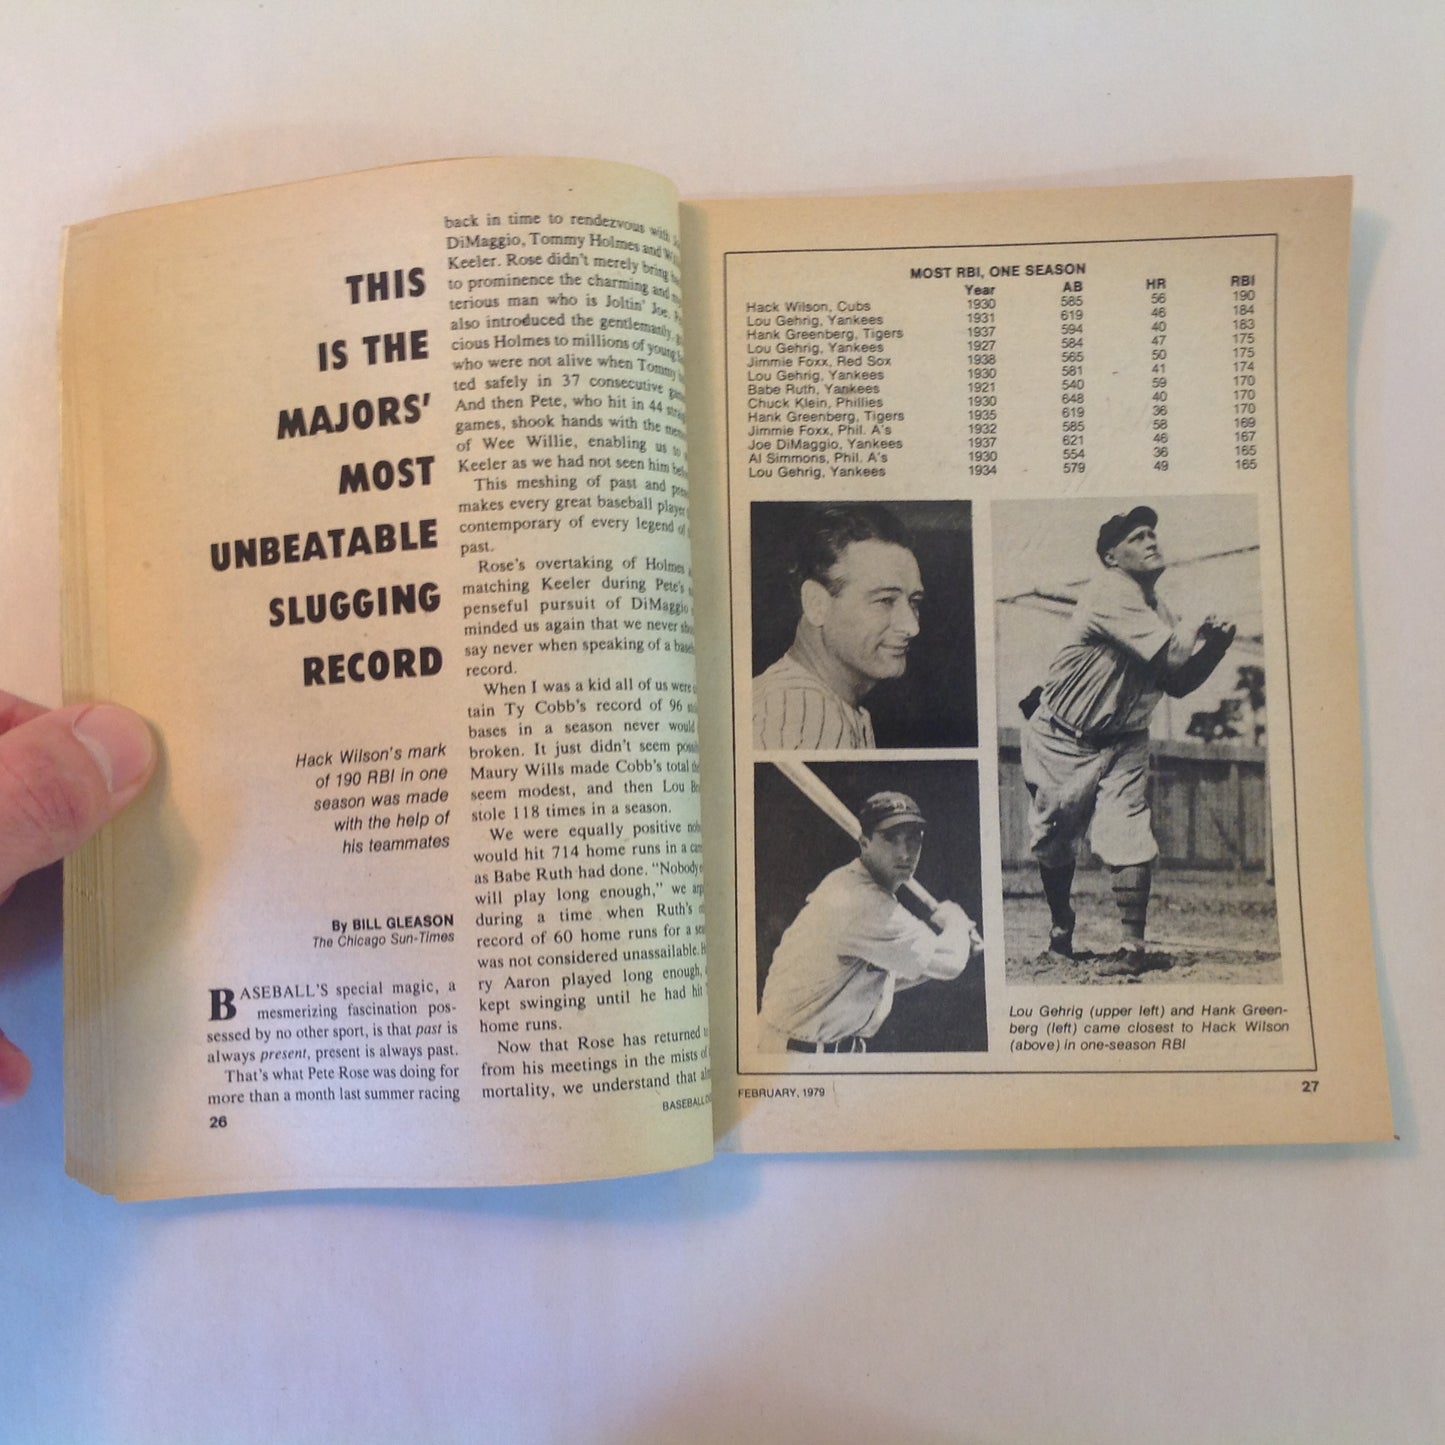 THIS
IS THE
MAJORS'
MOST
UNBEATABLE
SLUGGING
RECORD
Hack Wilson's mark
of 190 RBI in one
season was made
with the help of
his teammates
By BILL GLEASON
The Chicago Sun-Times
BASEBALL'S special magic, a
mesmerizing fascination pos-
sessed by no other sport, is that past is
always present, present is always past.
That's what Pete Rose was doing for
more than a month last summer racing
26
back in time to rendezvous with
DiMaggio, Tommy Holmes and
Keeler. Rose didn't merely bring
to prominence the charming and
terious man who is Joltin' Joe.
also introduced the gentlemanly,
cious Holmes to millions of young
who were not alive when Tommy
ted safely in 37 consecutive
And then Pete, who hit in 44
games, shook hands with the
of Wee Willie, enabling us to
Keeler as we had not seen him
This meshing of past and
makes every great baseball player
contemporary of every legend of
past.
Rose's overtaking of Holmes
matching Keeler during Pete's
penseful pursuit of DiMaggio
minded us again that we never
say never when speaking of a
record.
When I was a kid all of us were
tain Ty Cobb's record of 96
bases in a season never would
broken. It just didn't seem
Maury Wills made Cobb's total
seem modest, and then Lou
stole 118 times in a season.
We were equally positive
would hit 714 home runs in a
as Babe Ruth had done. "Nobody
will play long enough," we
during a time when Ruth's
record of 60 home runs for a
was not considered unassailable.
ry Aaron played long enough,
kept swinging until he had hit
home runs.
Now that Rose has returned
from his meetings in the mists of
mortality, we understand that
BASEBALL
MOST RBI, ONE SEASON
Year AB HR RBI
Hack Wilson, Cubs 1930 585 56 190
Lou Gehrig, Yankees 1931 619 46 184
Hank Greenberg, Tigers 1937 594 40 183
Lou Gehrig, Yankees 1927 584 47 175
Jimmie Foxx, Red Sox 1938 565 50 175
Lou Gehrig, Yankees 1930 581 41 174
Babe Ruth, Yankees 1921 540 59 170
Chuck Klein, Phillies 1930 648 40 170
Hank Greenberg, Tigers 1935 619 36 170
Jimmie Foxx, Phil. A's 1932 585 58 169
Joe DiMaggio, Yankees 1937 621 46 167
Al Simmons, Phil. A's 1930 554 36 165
Lou Gehrig, Yankees 1934 579 49 165
Lou Gehrig (upper left) and Hank Green-
berg (left) came closest to Hack Wilson
(above) in one-season RBI
FEBRUARY, 1979
27